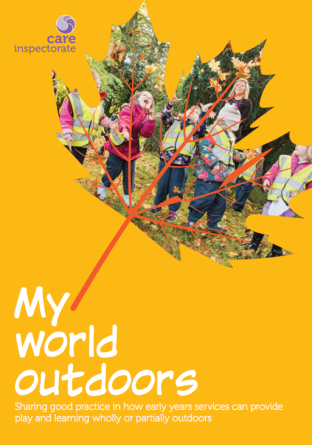 care
inspectorate
My
world
outdoors
Sharing good practice in how early years services can provide
play and learning wholly or partially outdoors